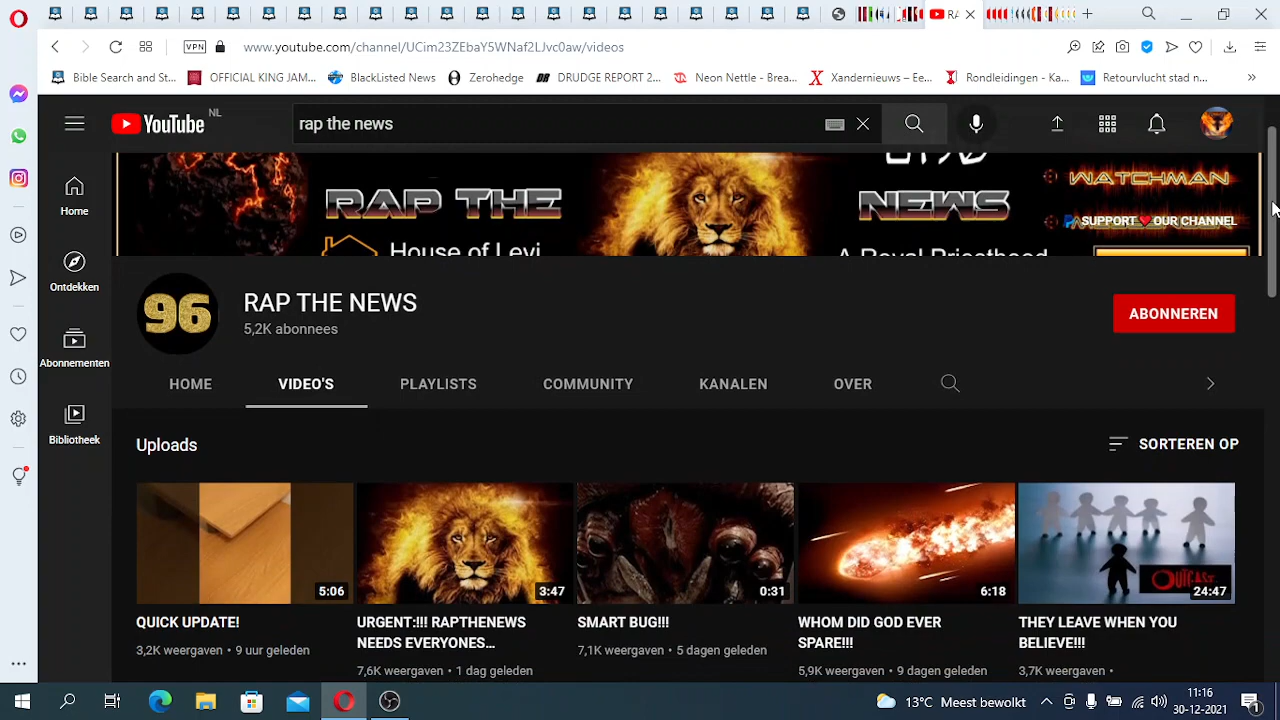 RA
VPN
www.youtube.com/channel/UCim23ZEbaY5WNaf2LJvc0aw/videos
Bible Search and St...
OFFICIAL KING JAM...
BlackListed News
Zerohedge
DRUDGE REPORT 2...
Neon Nettle - Brea...
Xandernieuws – Ee...
Rondleidingen - Ka...
Retourvlucht stad n...
YouTube
NL
rap the news
RAP THE
NEWS
WATCHMAN
SUPPORT OUR CHANNEL
House of Levi
A Royal Priesthood
Home
Ontdekken
Abonnementen
Bibliotheek
96
RAP THE NEWS
5,2K abonnees
ABONNEREN
HOME
VIDEO'S
PLAYLISTS
COMMUNITY
KANALEN
OVER
Uploads
SORTEREN OP
5:06
3:47
0:31
6:18
OUTCAST
24:47
QUICK UPDATE!
3,2K weergaven • 9 uur geleden
URGENT:!!! RAPTHENEWS
NEEDS EVERYONES...
7,6K weergaven • 1 dag geleden
SMART BUG!!!
7,1K weergaven • 5 dagen geleden
WHOM DID GOD EVER
SPARE!!!
5,9K weergaven • 9 dagen geleden
THEY LEAVE WHEN YOU
BELIEVE!!!
3,7K weergaven •
13°C Meest bewolkt
11:16
30-12-2021
1